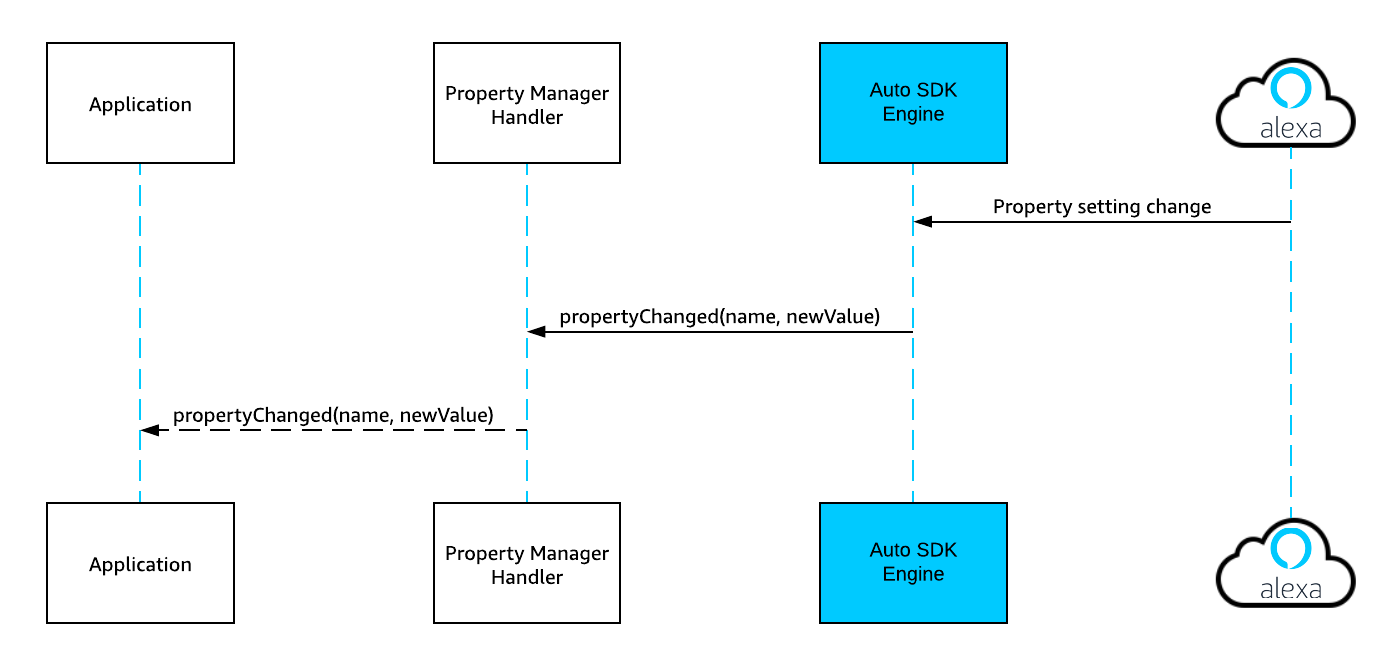 Application
Property Manager
Handler
Auto SDK
Engine
alexa
Property setting change
propertyChanged(name, newValue)
propertyChanged(name, newValue)
Application
Property Manager
Handler
Auto SDK
Engine
alexa